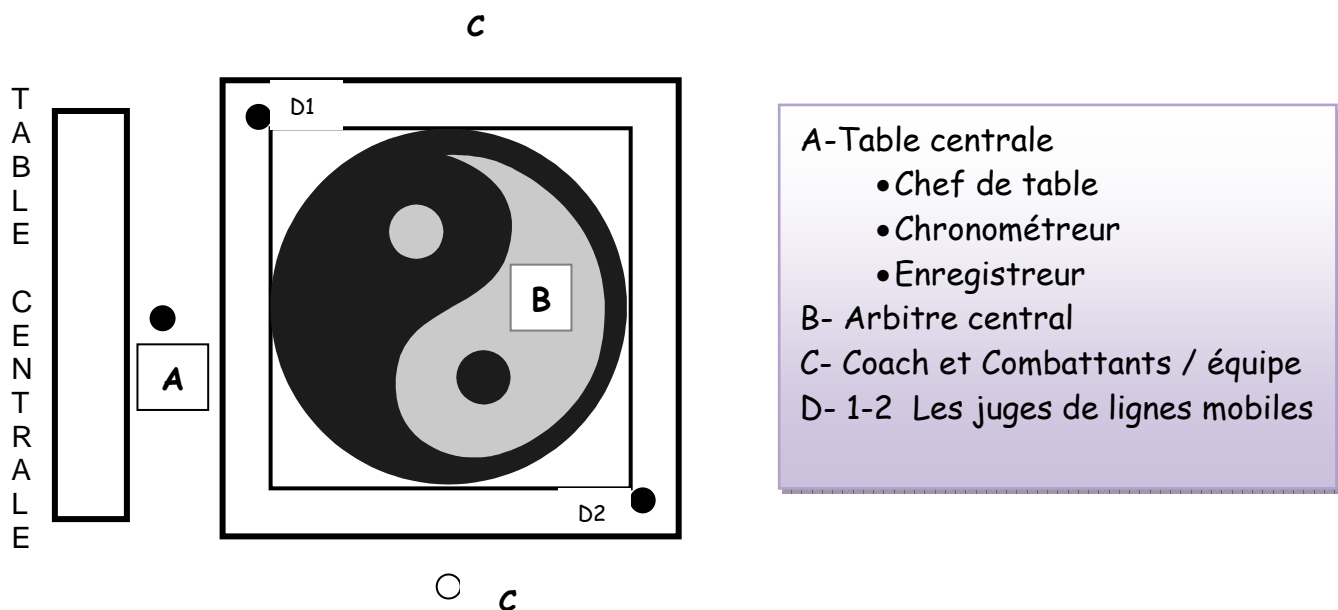 C
TABLE CENTRALE
D1
B
A
D2
C
A-Table centrale
•Chef de table
•Chronométreur
•Enregistreur
B- Arbitre central
C- Coach et Combattants / équipe
D- 1-2 Les juges de lignes mobiles